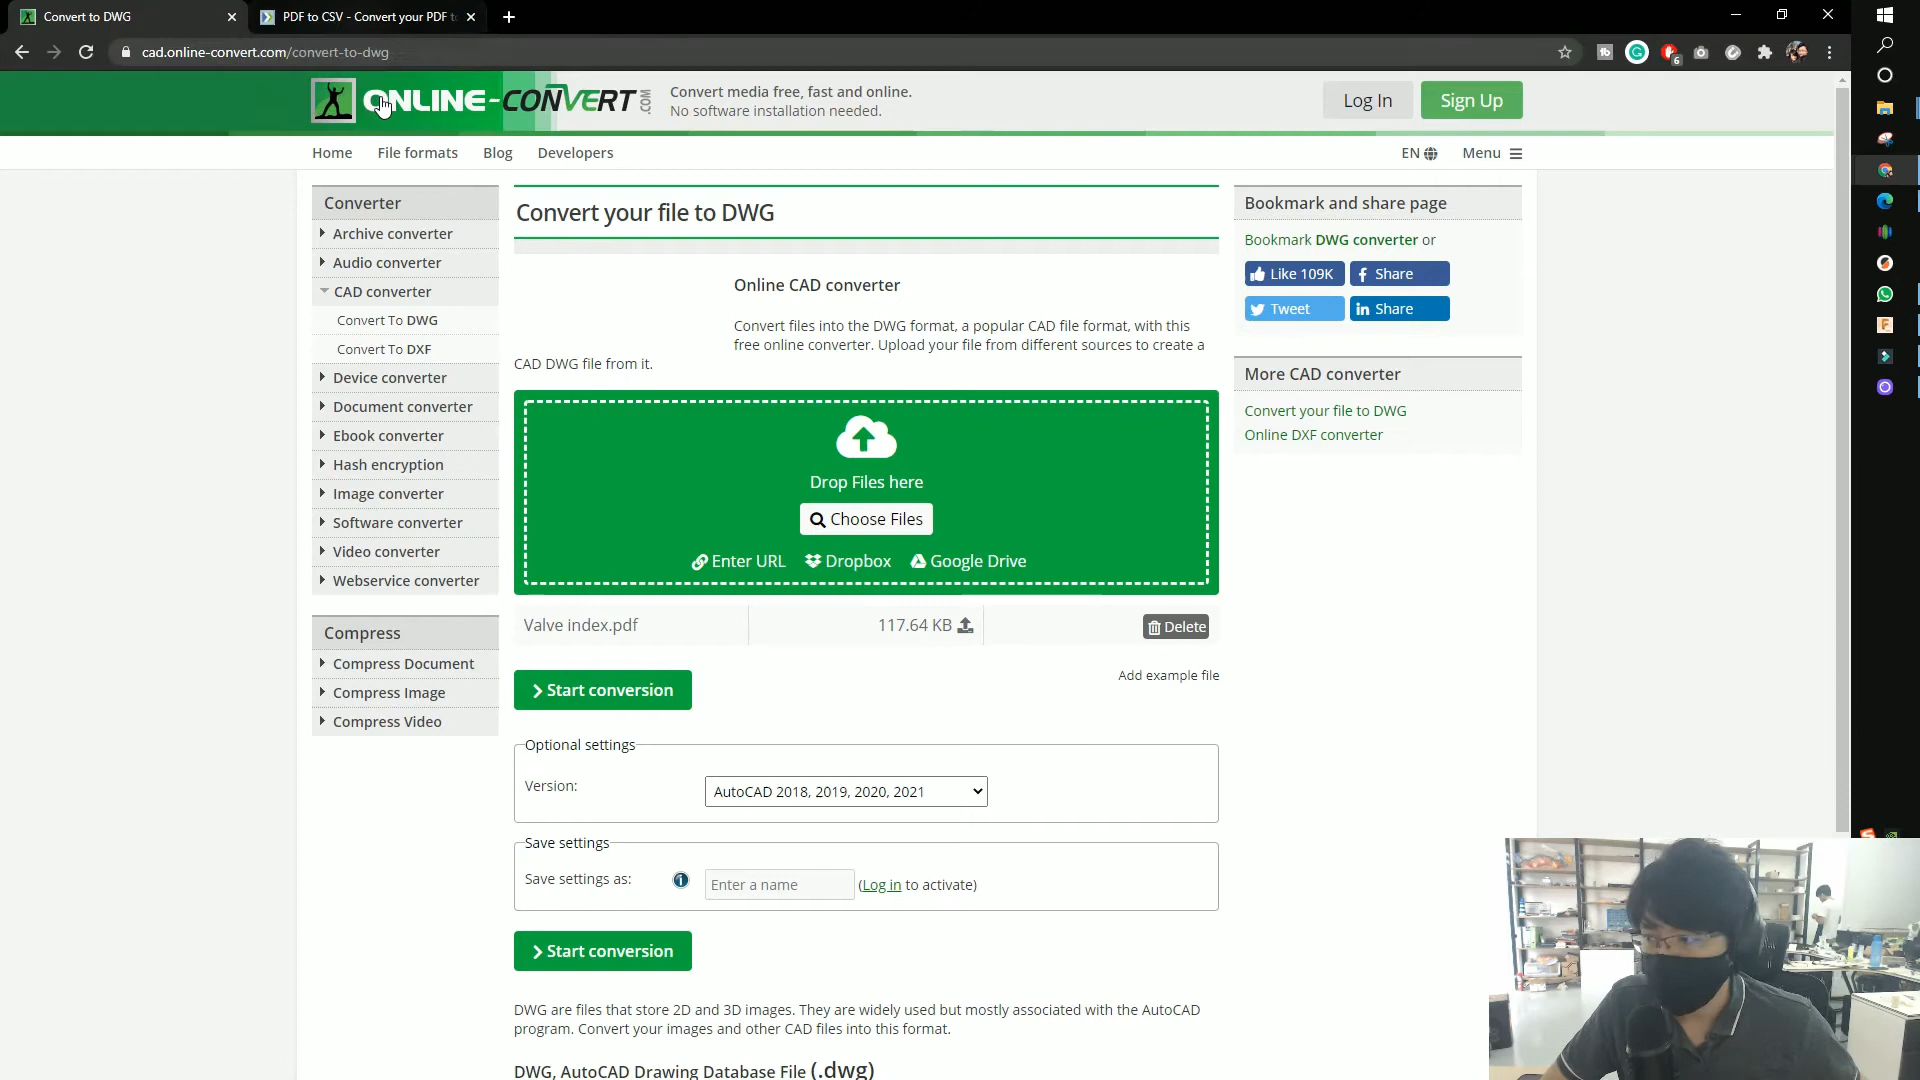 Convert to DWG
PDF to CSV - Convert your PDF to
cad.online-convert.com/convert-to-dwg
6
ONLINE-CONVERT.COM
Convert media free, fast and online.
No software installation needed.
Log In
Sign Up
Home
File formats
Blog
Developers
EN
Menu
Converter
Archive converter
Audio converter
CAD converter
Convert To DWG
Convert To DXF
Device converter
Document converter
Ebook converter
Hash encryption
Image converter
Software converter
Video converter
Webservice converter
Compress
Compress Document
Compress Image
Compress Video
Convert your file to DWG
Online CAD converter
Convert files into the DWG format, a popular CAD file format, with this
free online converter. Upload your file from different sources to create a
CAD DWG file from it.
Drop Files here
Choose Files
Enter URL
Dropbox
Google Drive
Valve index.pdf
117.64 KB
Delete
Start conversion
Add example file
Optional settings
Version:
AutoCAD 2018, 2019, 2020, 2021
Save settings
Save settings as:
Enter a name
(Log in to activate)
Start conversion
DWG are files that store 2D and 3D images. They are widely used but mostly associated with the AutoCAD
program. Convert your images and other CAD files into this format.
DWG, AutoCAD Drawing Database File (.dwg)
Bookmark and share page
Bookmark DWG converter or
Like 109K
Share
Tweet
Share
More CAD converter
Convert your file to DWG
Online DXF converter